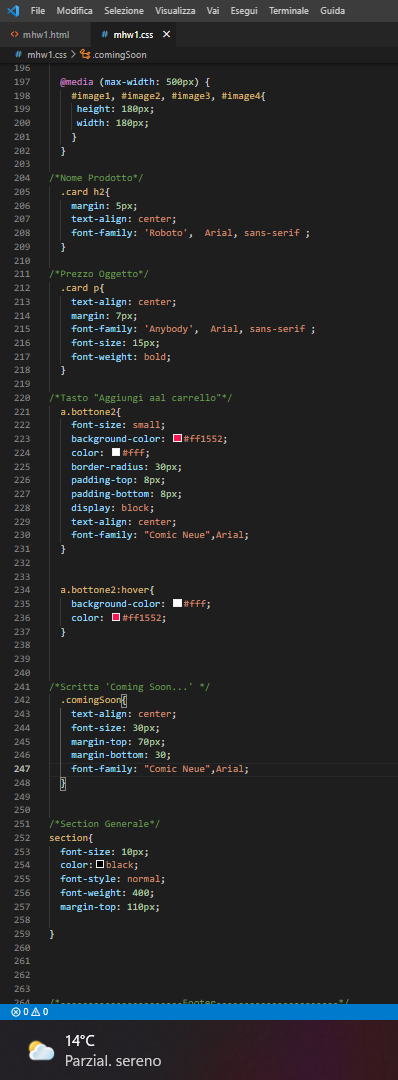 File Modifica Selezione Visualizza Vai Esegui Terminale Guida
mhw1.html mhw1.css
mhw1.css > .comingSoon
196
197 @media (max-width: 500px) {
198 #image1, #image2, #image3, #image4{
199 height: 180px;
200 width: 180px;
201 }
202 }
203
204 /*Nome Prodotto*/
205 .card h2{
206 margin: 5px;
207 text-align: center;
208 font-family: 'Roboto', Arial, sans-serif ;
209 }
210
211 /*Prezzo Oggetto*/
212 .card p{
213 text-align: center;
214 margin: 7px;
215 font-family: 'Anybody', Arial, sans-serif ;
216 font-size: 15px;
217 font-weight: bold;
218 }
219
220 /*Tasto "Aggiungi aal carrello"*/
221 a.bottone2{
222 font-size: small;
223 background-color: #ff1552;
224 color: #fff;
225 border-radius: 30px;
226 padding-top: 8px;
227 padding-bottom: 8px;
228 display: block;
229 text-align: center;
230 font-family: "Comic Neue",Arial;
231 }
232
233
234 a.bottone2:hover{
235 background-color: #fff;
236 color: #ff1552;
237 }
238
239
240
241 /*Scritta 'Coming Soon...' */
242 .comingSoon{
243 text-align: center;
244 font-size: 30px;
245 margin-top: 70px;
246 margin-bottom: 30;
247 font-family: "Comic Neue",Arial;
248 }
249
250
251 /*Section Generale*/
252 section{
253 font-size: 10px;
254 color: black;
255 font-style: normal;
256 font-weight: 400;
257 margin-top: 110px;
258
259 }
260
261
262
263
264 /*----------------------Footer----------------------*/
0 0
14°C
Parzial. sereno